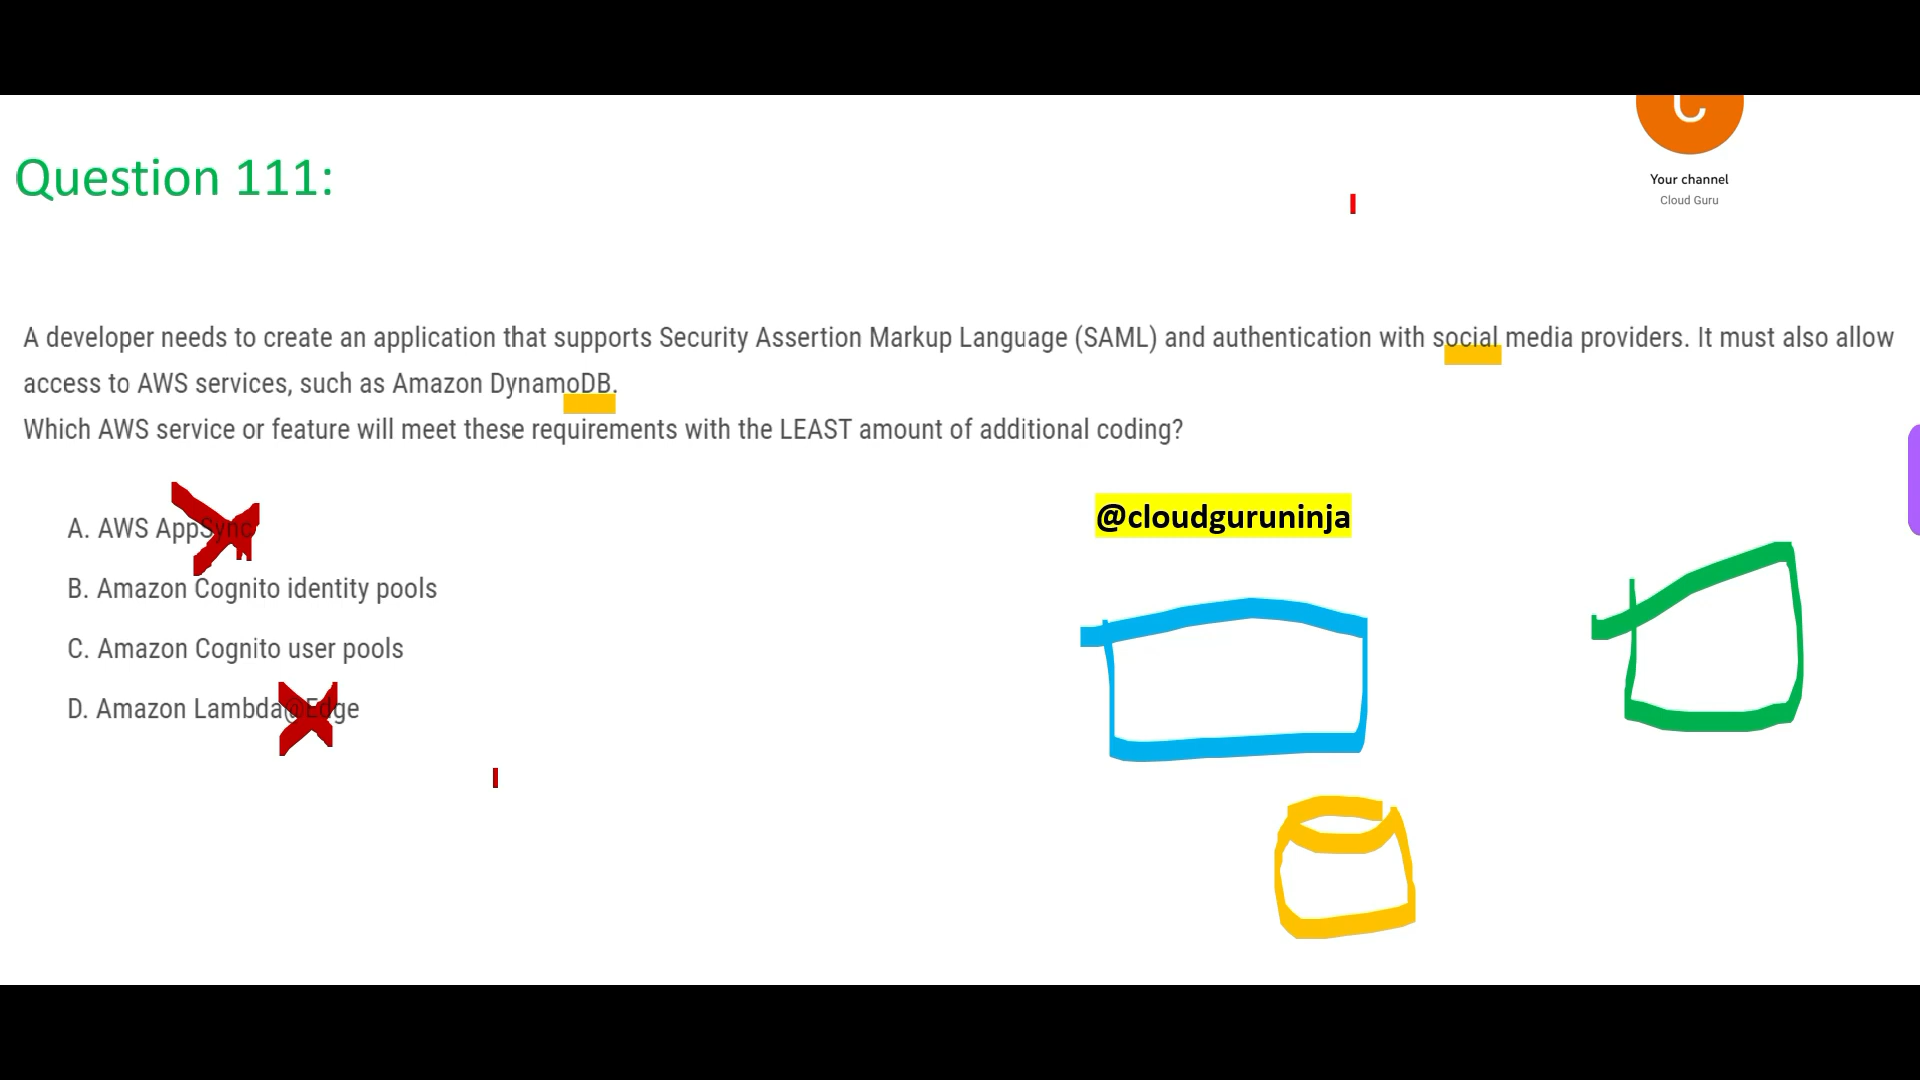 C
Question 111:
Your channel
Cloud Guru
A developer needs to create an application that supports Security Assertion Markup Language (SAML) and authentication with social media providers. It must also allow
access to AWS services, such as Amazon DynamoDB.
Which AWS service or feature will meet these requirements with the LEAST amount of additional coding?
A. AWS AppSync
@cloudguruninja
B. Amazon Cognito identity pools
C. Amazon Cognito user pools
D. Amazon Lambda@Edge